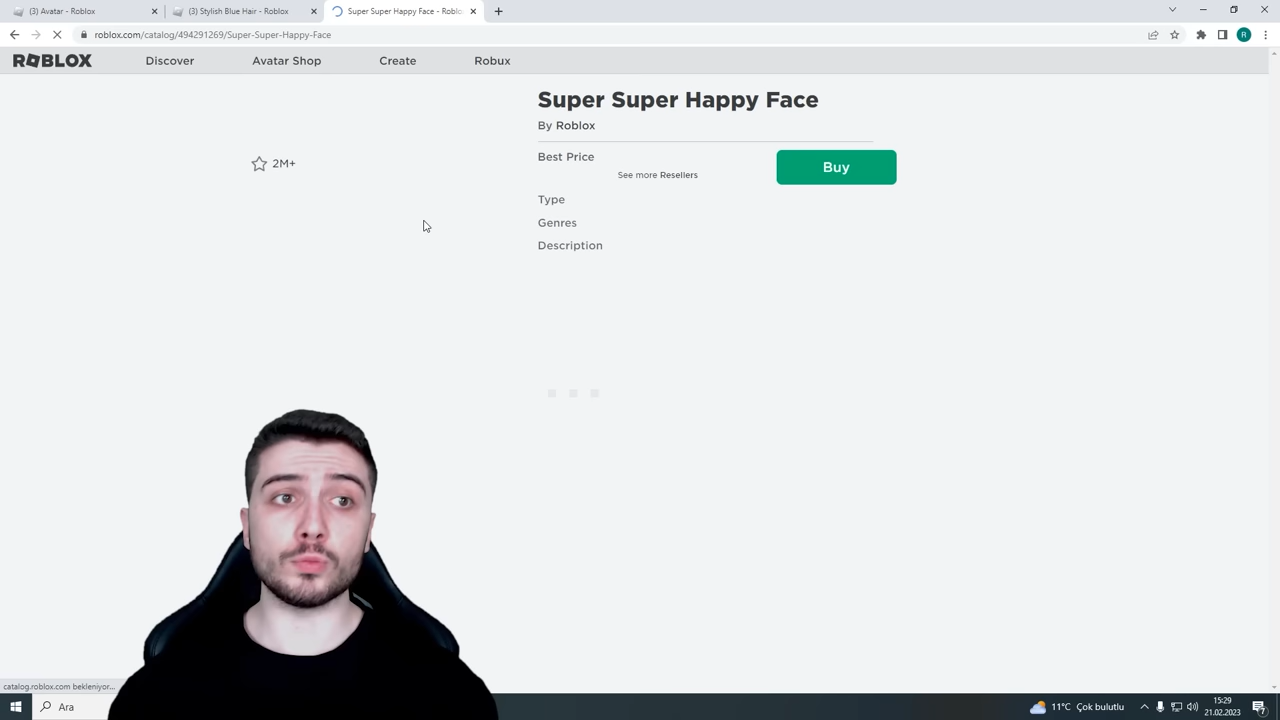 (3) Avatar - Roblox
(3) Stylish Blue Hair - Roblox
Super Super Happy Face - Roblo
roblox.com/catalog/494291269/Super-Super-Happy-Face
R
ROBLOX
Discover
Avatar Shop
Create
Robux
Super Super Happy Face
By Roblox
2M+
Best Price
Buy
See more Resellers
Type
Genres
Description
catalog.roblox.com bekleniyor...
Ara
11°C Çok bulutlu
15:29
21.02.2023
7